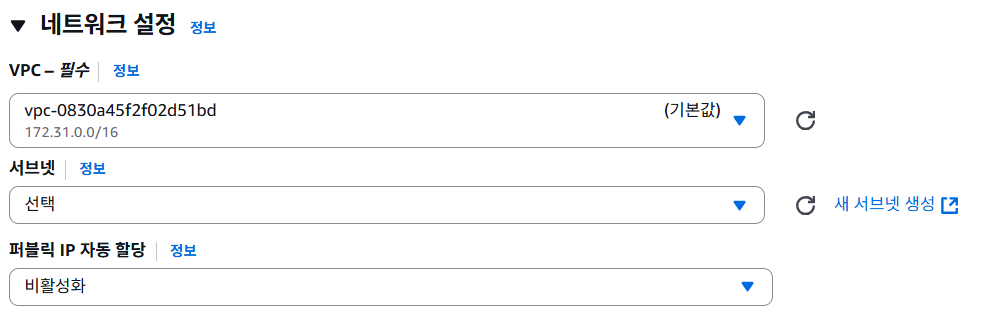 네트워크 설정 정보
VPC – 필수 정보
vpc-0830a45f2f02d51bd (기본값)
172.31.0.0/16
서브넷 정보
선택 새 서브넷 생성
퍼블릭 IP 자동 할당 정보
비활성화